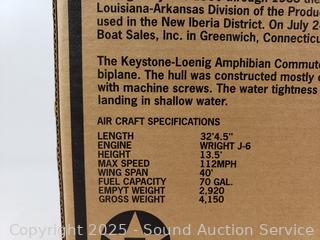 Louisiana-Arkansas Division of the Produc
used in the New Iberia District. On July 2
Boat Sales, Inc. in Greenwich, Connecticu
The Keystone-Loenig Amphibian Commut
biplane. The hull was constructed mostly o
with machine screws. The water tightness
landing in shallow water.
AIR CRAFT SPECIFICATIONS
LENGTH 32'4.5"
ENGINE WRIGHT J-6
HEIGHT 13.5'
MAX SPEED 112MPH
WING SPAN 40'
FUEL CAPACITY 70 GAL.
EMPYT WEIGHT 2,920
GROSS WEIGHT 4,150
Copyright 2025 - Sound Auction Service